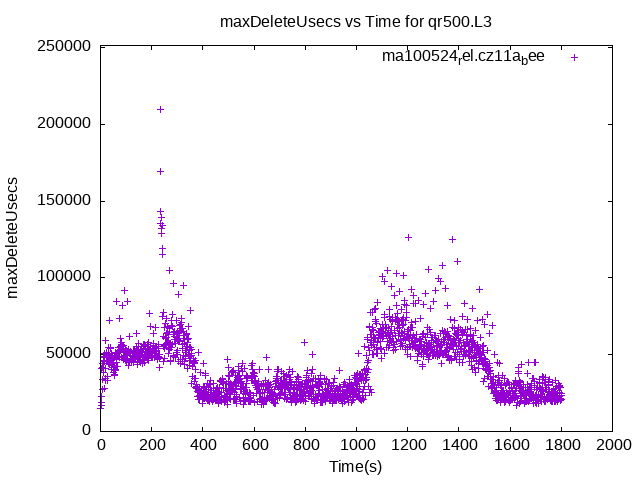 maxDeleteUsecs vs Time for qr500.L3
ma100524rel.cz11abee
maxDeleteUsecs
250000
200000
150000
100000
50000
0
0 200 400 600 800 1000 1200 1400 1600 1800 2000
Time(s)